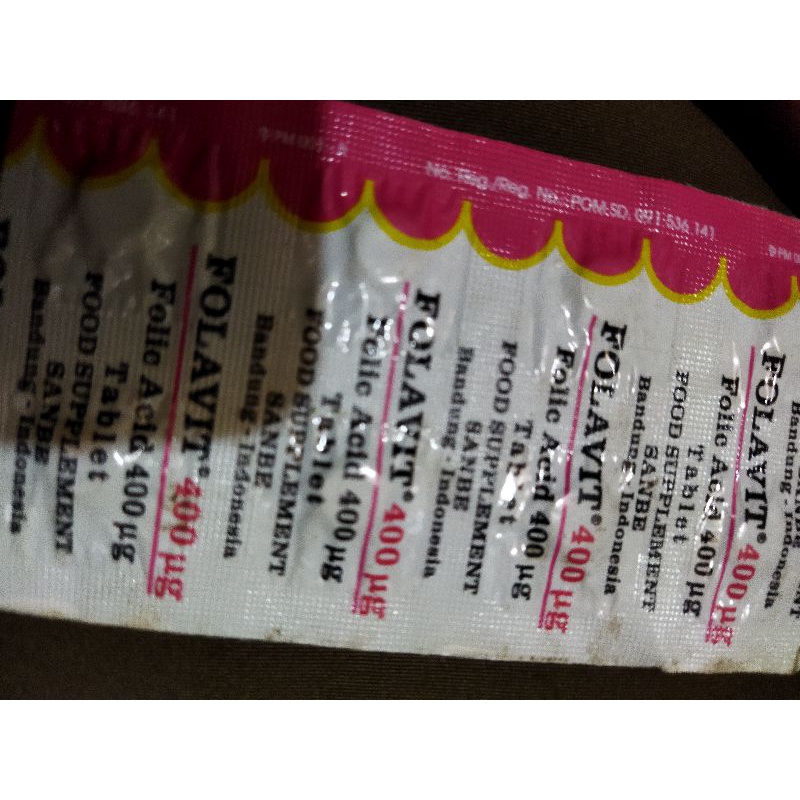 No. Reg./Reg. No.: POM.SD. 091 536 141
FOLAVIT® 400 µg
Folic Acid 400 µg
Tablet
FOOD SUPPLEMENT
SANBE
Bandung - Indonesia
FOLAVIT® 400 µg
Folic Acid 400 µg
Tablet
FOOD SUPPLEMENT
SANBE
Bandung - Indonesia
FOLAVIT® 400 µg
Folic Acid 400 µg
Tablet
FOOD SUPPLEMENT
SANBE
Bandung - Indonesia
FOLAVIT® 400 µg
Folic Acid 400 µg
Tablet
FOOD SUPPLEMENT
SANBE
Bandung - Indonesia
Bandung - Indonesia